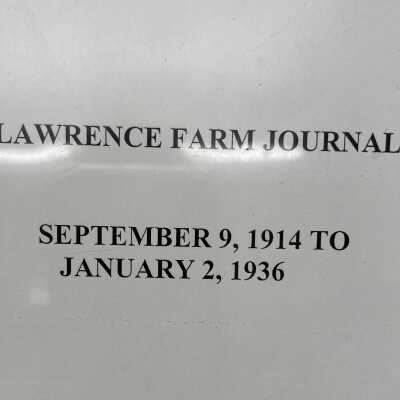 LAWRENCE FARM JOURNAL
SEPTEMBER 9, 1914 TO
JANUARY 2, 1936